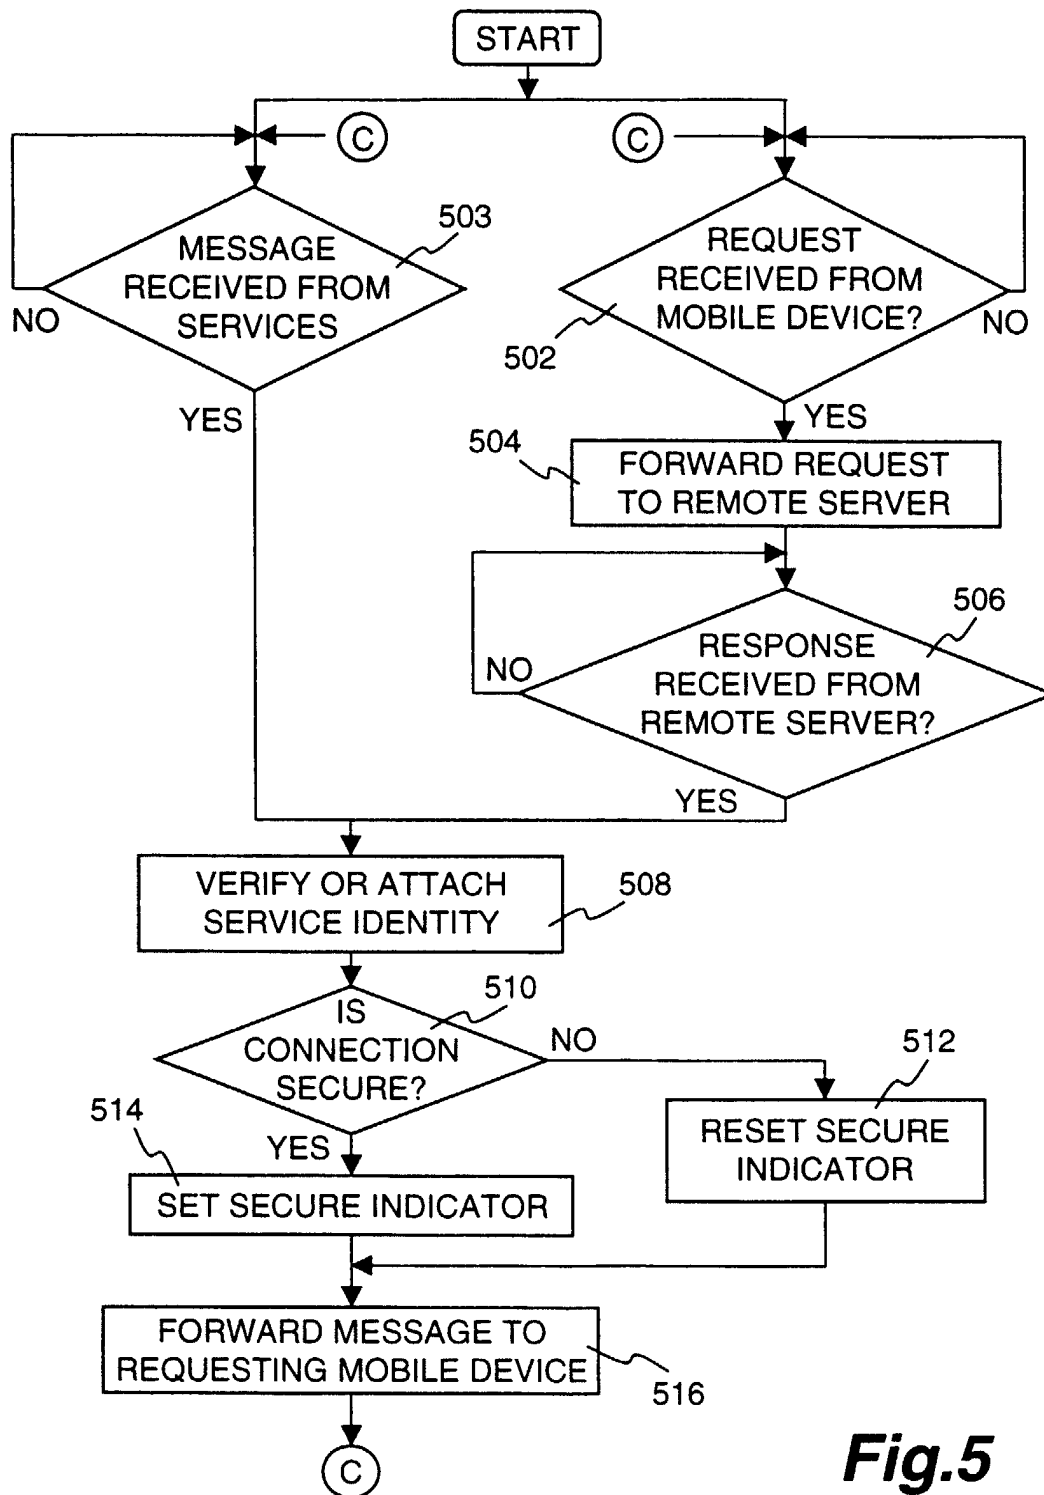 START
C
C
MESSAGE
RECEIVED FROM
SERVICES
503
NO
YES
REQUEST
RECEIVED FROM
MOBILE DEVICE?
502
NO
YES
504
FORWARD REQUEST
TO REMOTE SERVER
506
RESPONSE
RECEIVED FROM
REMOTE SERVER?
NO
YES
VERIFY OR ATTACH
SERVICE IDENTITY
508
IS
CONNECTION
SECURE?
510
NO
YES
512
RESET SECURE
INDICATOR
514
SET SECURE INDICATOR
FORWARD MESSAGE TO
REQUESTING MOBILE DEVICE
516
C
Fig.5